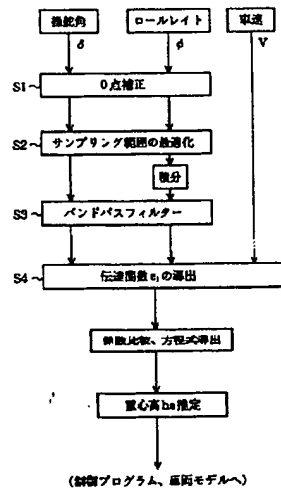 操舵角 ロールレイト 車速
δ φ V
S1 0点補正
S2 サンプリング範囲の最適化
積分
S3 バンドパスフィルター
S4 伝達関数e₁の導出
係数比較、方程式導出
重心高hs推定
(制御プログラム、車両モデルへ)